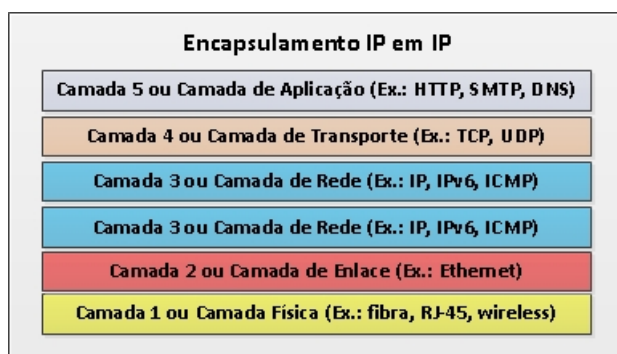 Encapsulamento IP em IP
Camada 5 ou Camada de Aplicação (Ex.: HTTP, SMTP, DNS)
Camada 4 ou Camada de Transporte (Ex.: TCP, UDP)
Camada 3 ou Camada de Rede (Ex.: IP, IPv6, ICMP)
Camada 3 ou Camada de Rede (Ex.: IP, IPv6, ICMP)
Camada 2 ou Camada de Enlace (Ex.: Ethernet)
Camada 1 ou Camada Física (Ex.: fibra, RJ-45, wireless)